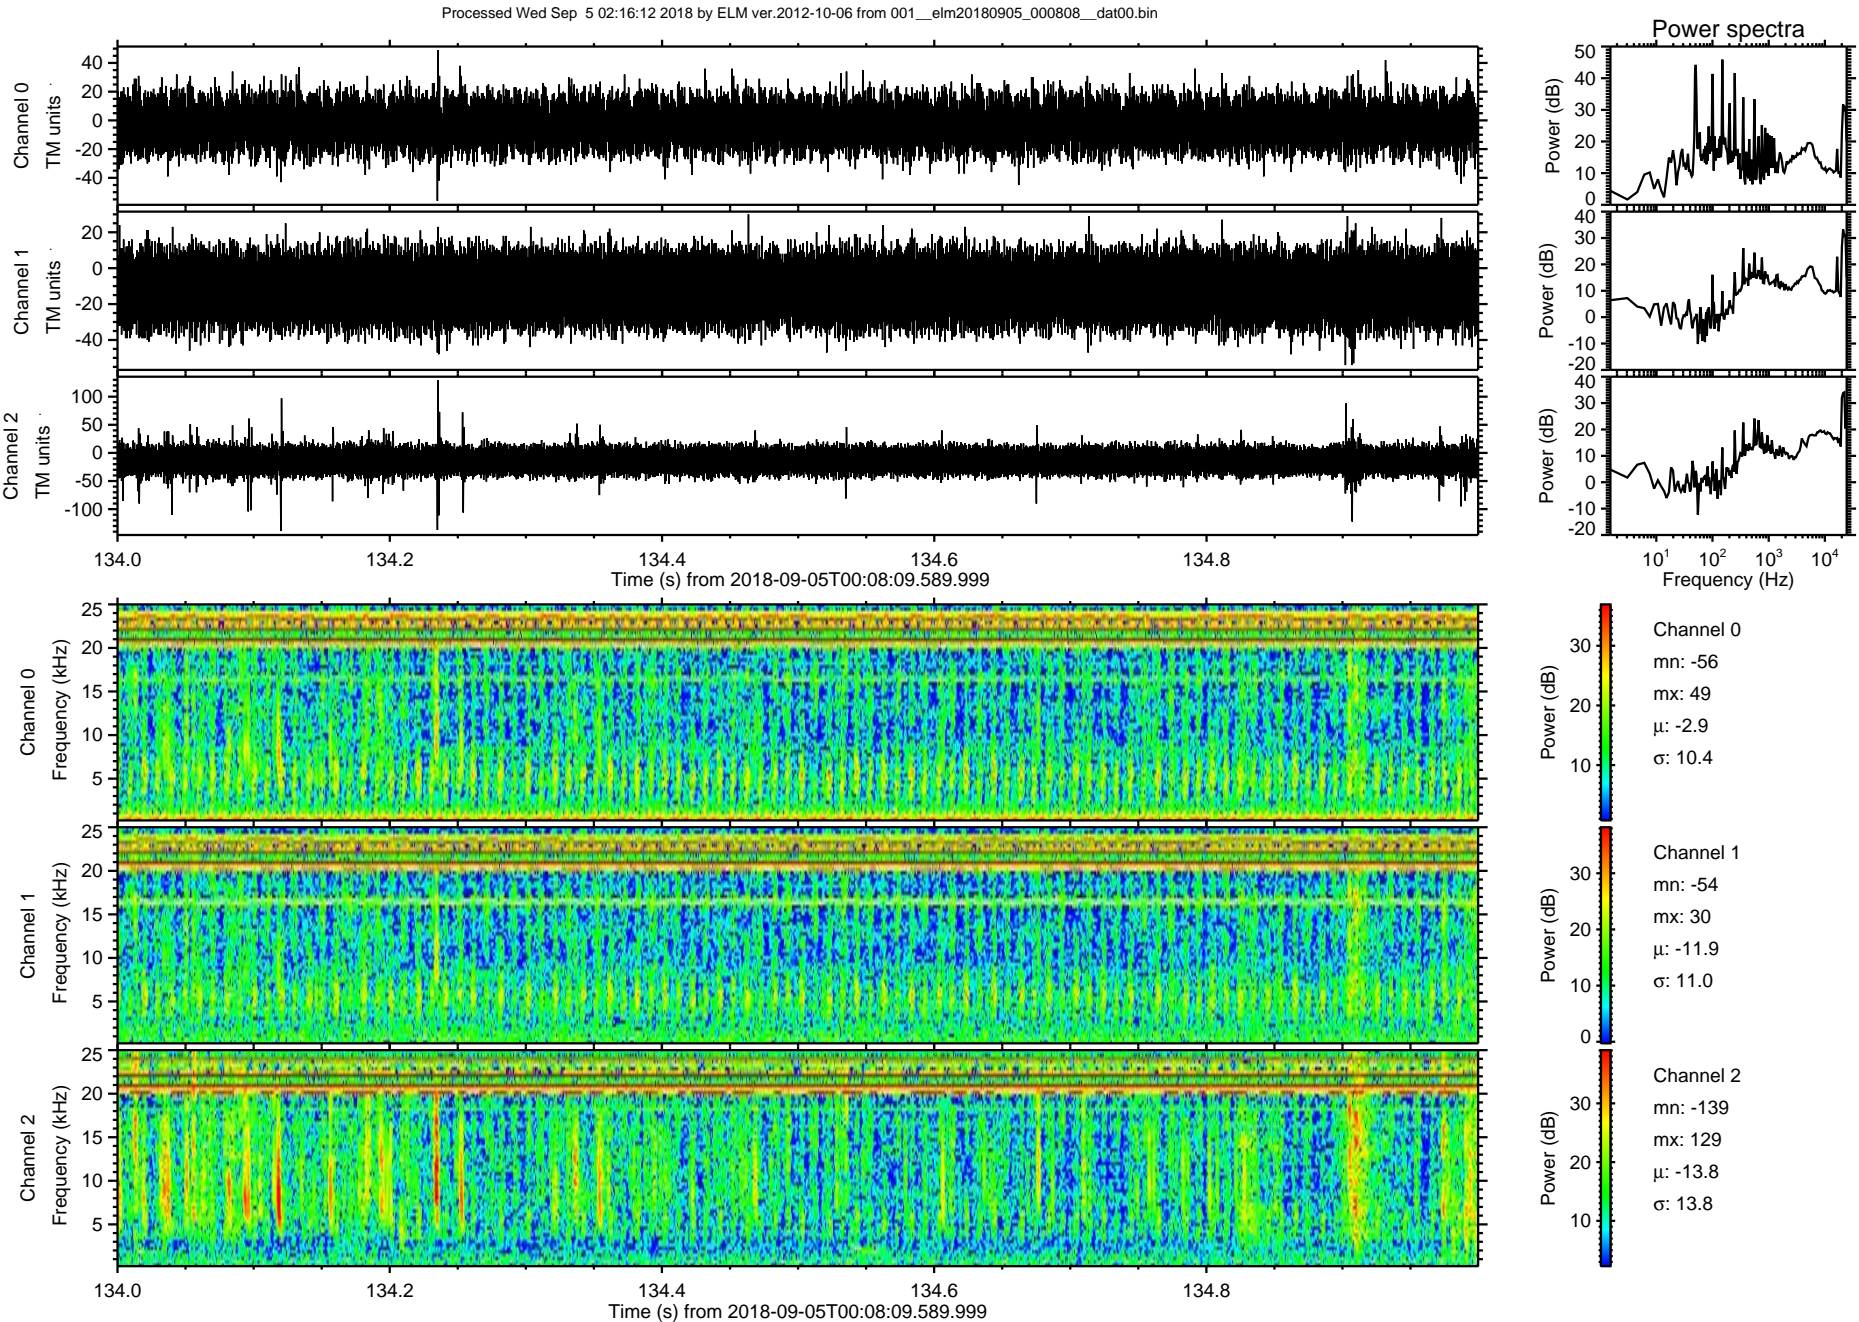 Processed Wed Sep  5 02:16:12 2018 by ELM ver.2012-10-06 from 001__elm20180905_000808__dat00.bin
Power spectra
Channel 0
TM units
40
20
0
-20
-40
Power (dB)
50
40
30
20
10
0
Channel 1
TM units
20
0
-20
-40
Power (dB)
40
30
20
10
0
-10
-20
Channel 2
TM units
100
50
0
-50
-100
Power (dB)
40
30
20
10
0
-10
-20
134.0 134.2 134.4 134.6 134.8
Time (s) from 2018-09-05T00:08:09.589.999
10^1 10^2 10^3 10^4
Frequency (Hz)
Channel 0
Frequency (kHz)
25
20
15
10
5
Power (dB)
30
20
10
Channel 0
mn: -56
mx: 49
μ: -2.9
σ: 10.4
Channel 1
Frequency (kHz)
25
20
15
10
5
Power (dB)
30
20
10
0
Channel 1
mn: -54
mx: 30
μ: -11.9
σ: 11.0
Channel 2
Frequency (kHz)
25
20
15
10
5
Power (dB)
30
20
10
Channel 2
mn: -139
mx: 129
μ: -13.8
σ: 13.8
134.0 134.2 134.4 134.6 134.8
Time (s) from 2018-09-05T00:08:09.589.999